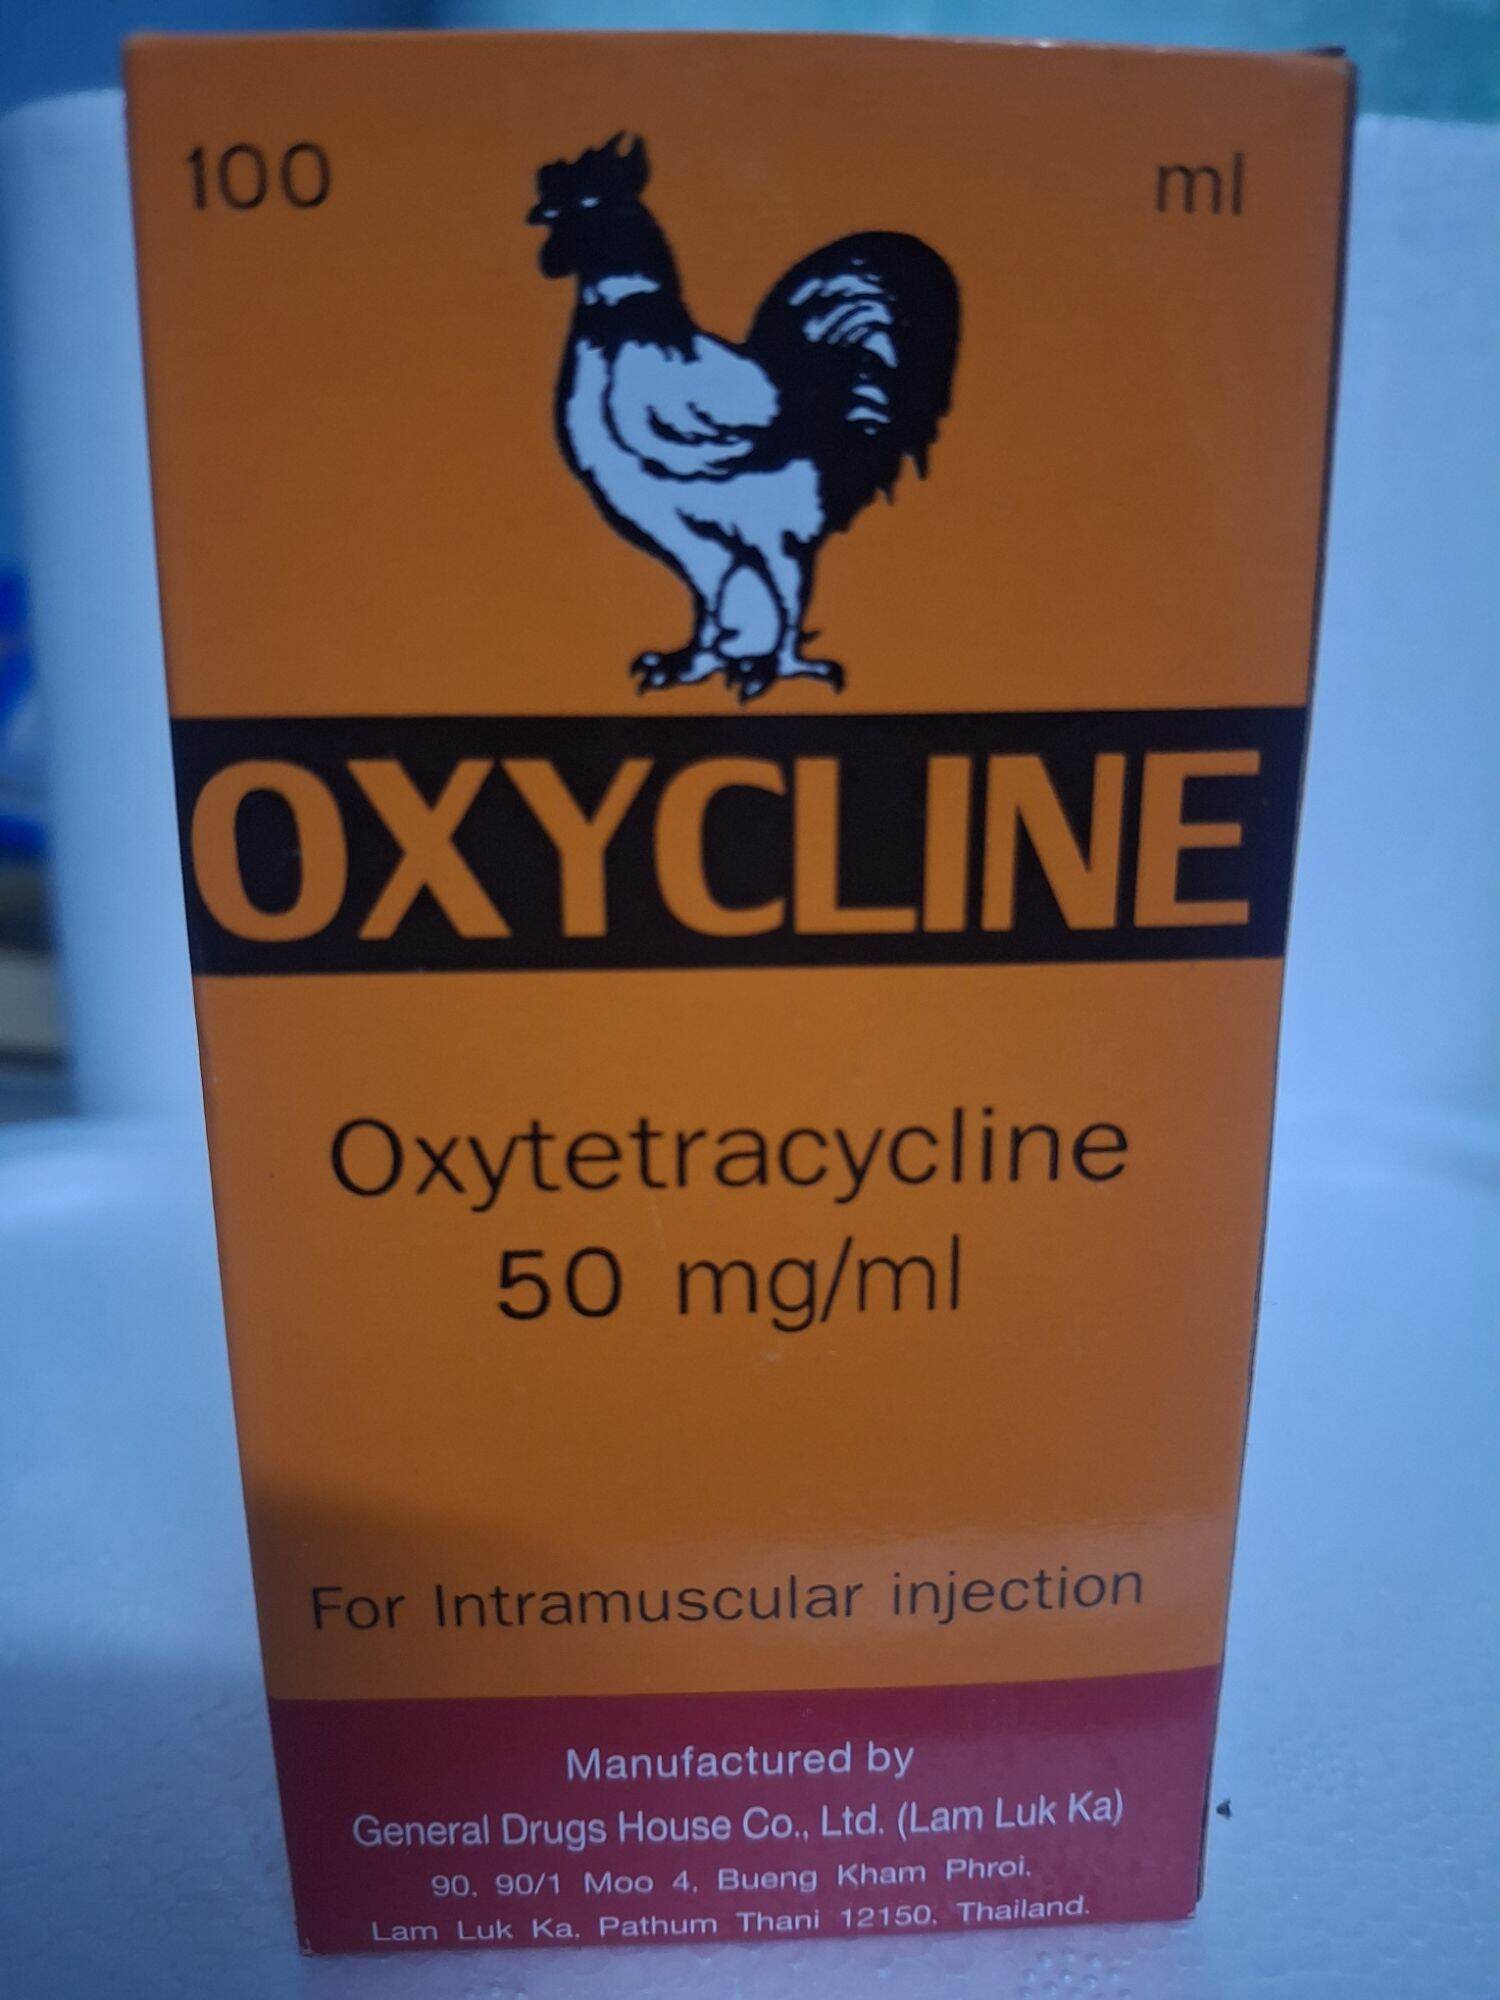 100 ml
OXYCLINE
Oxytetracycline
50 mg/ml
For Intramuscular injection
Manufactured by
General Drugs House Co., Ltd. (Lam Luk Ka)
90, 90/1 Moo 4, Bueng Kham Phroi,
Lam Luk Ka, Pathum Thani 12150, Thailand.